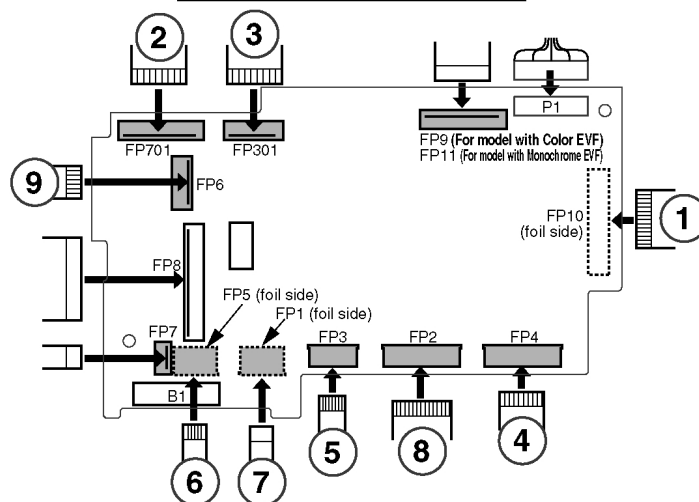 2
3
P1
FP701
FP301
FP9 (For model with Color EVF)
FP11 (For model with Monochrome EVF)
9
FP6
FP10
(foil side)
1
FP8
FP5 (foil side)
FP1 (foil side)
FP7
FP3
FP2
FP4
B1
5
8
4
6
7